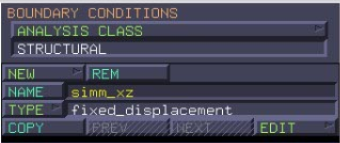 BOUNDARY CONDITIONS
ANALYSIS CLASS
STRUCTURAL
NEW REM
NAME simm_xz
TYPE fixed_displacement
COPY PREV NEXT EDIT